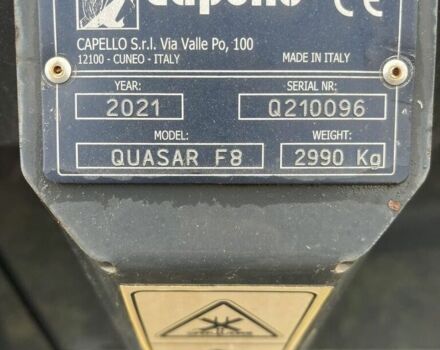 Capello CE
CAPELLO S.r.l. Via Valle Po, 100
12100 - CUNEO - ITALY MADE IN ITALY
YEAR: SERIAL NR:
2021 Q210096
MODEL: WEIGHT:
QUASAR F8 2990 Kg